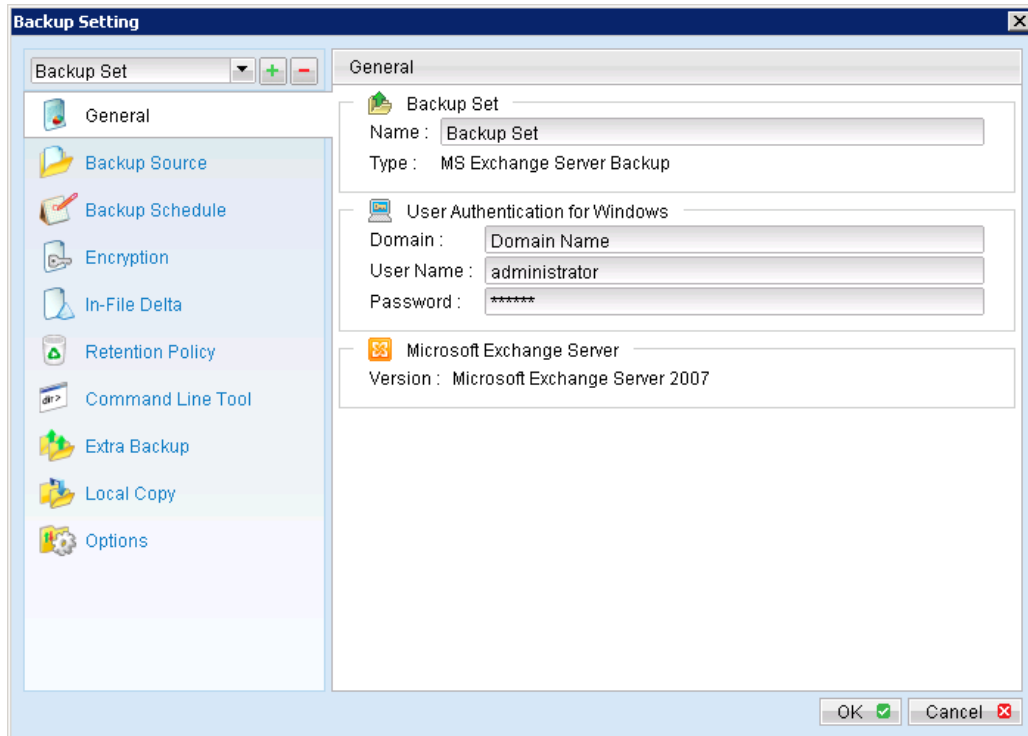 Backup Setting
Backup Set
General
Backup Source
Backup Schedule
Encryption
In-File Delta
Retention Policy
dir>
Command Line Tool
Extra Backup
Local Copy
Options
General
Backup Set
Name : Backup Set
Type : MS Exchange Server Backup
User Authentication for Windows
Domain : Domain Name
User Name : administrator
Password : ******
Microsoft Exchange Server
Version : Microsoft Exchange Server 2007
OK
Cancel